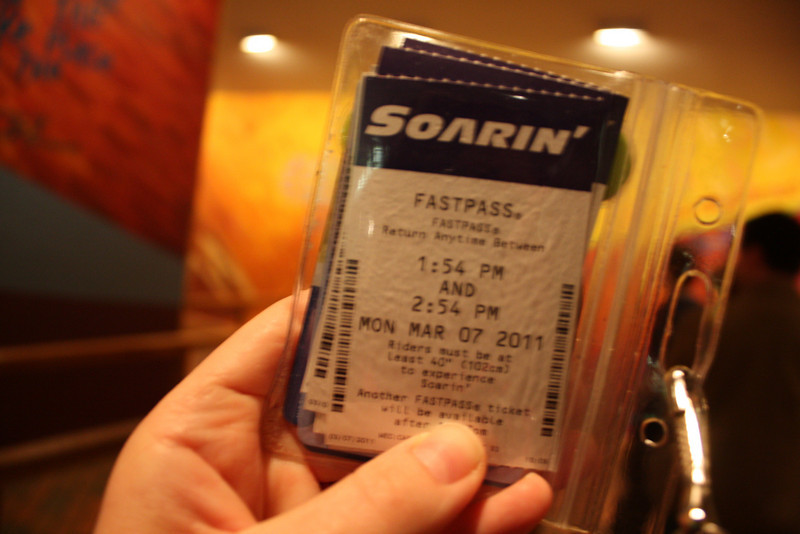 SOARIN'
FASTPASS®
FASTPASS®
Return Anytime Between
1:54 PM
AND
2:54 PM
MON MAR 07 2011
Riders must be at
least 40" (102cm)
to experience
Soarin'
Another FASTPASS® ticket
will be available
after